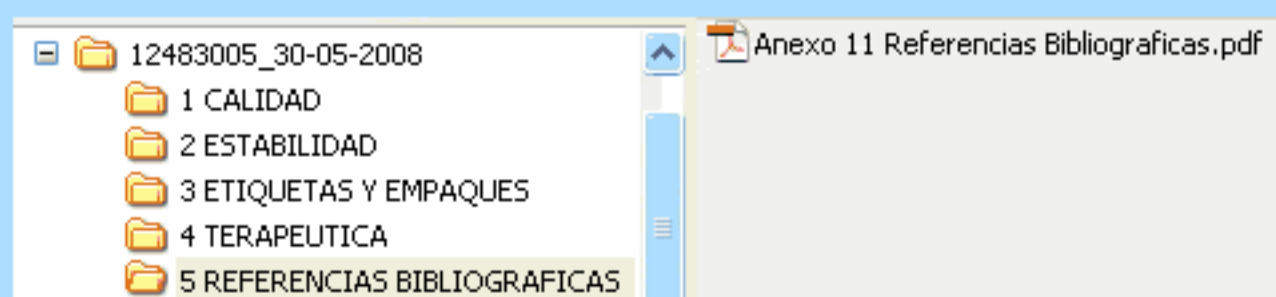 12483005_30-05-2008
1 CALIDAD
2 ESTABILIDAD
3 ETIQUETAS Y EMPAQUES
4 TERAPEUTICA
5 REFERENCIAS BIBLIOGRAFICAS
Anexo 11 Referencias Bibliograficas.pdf